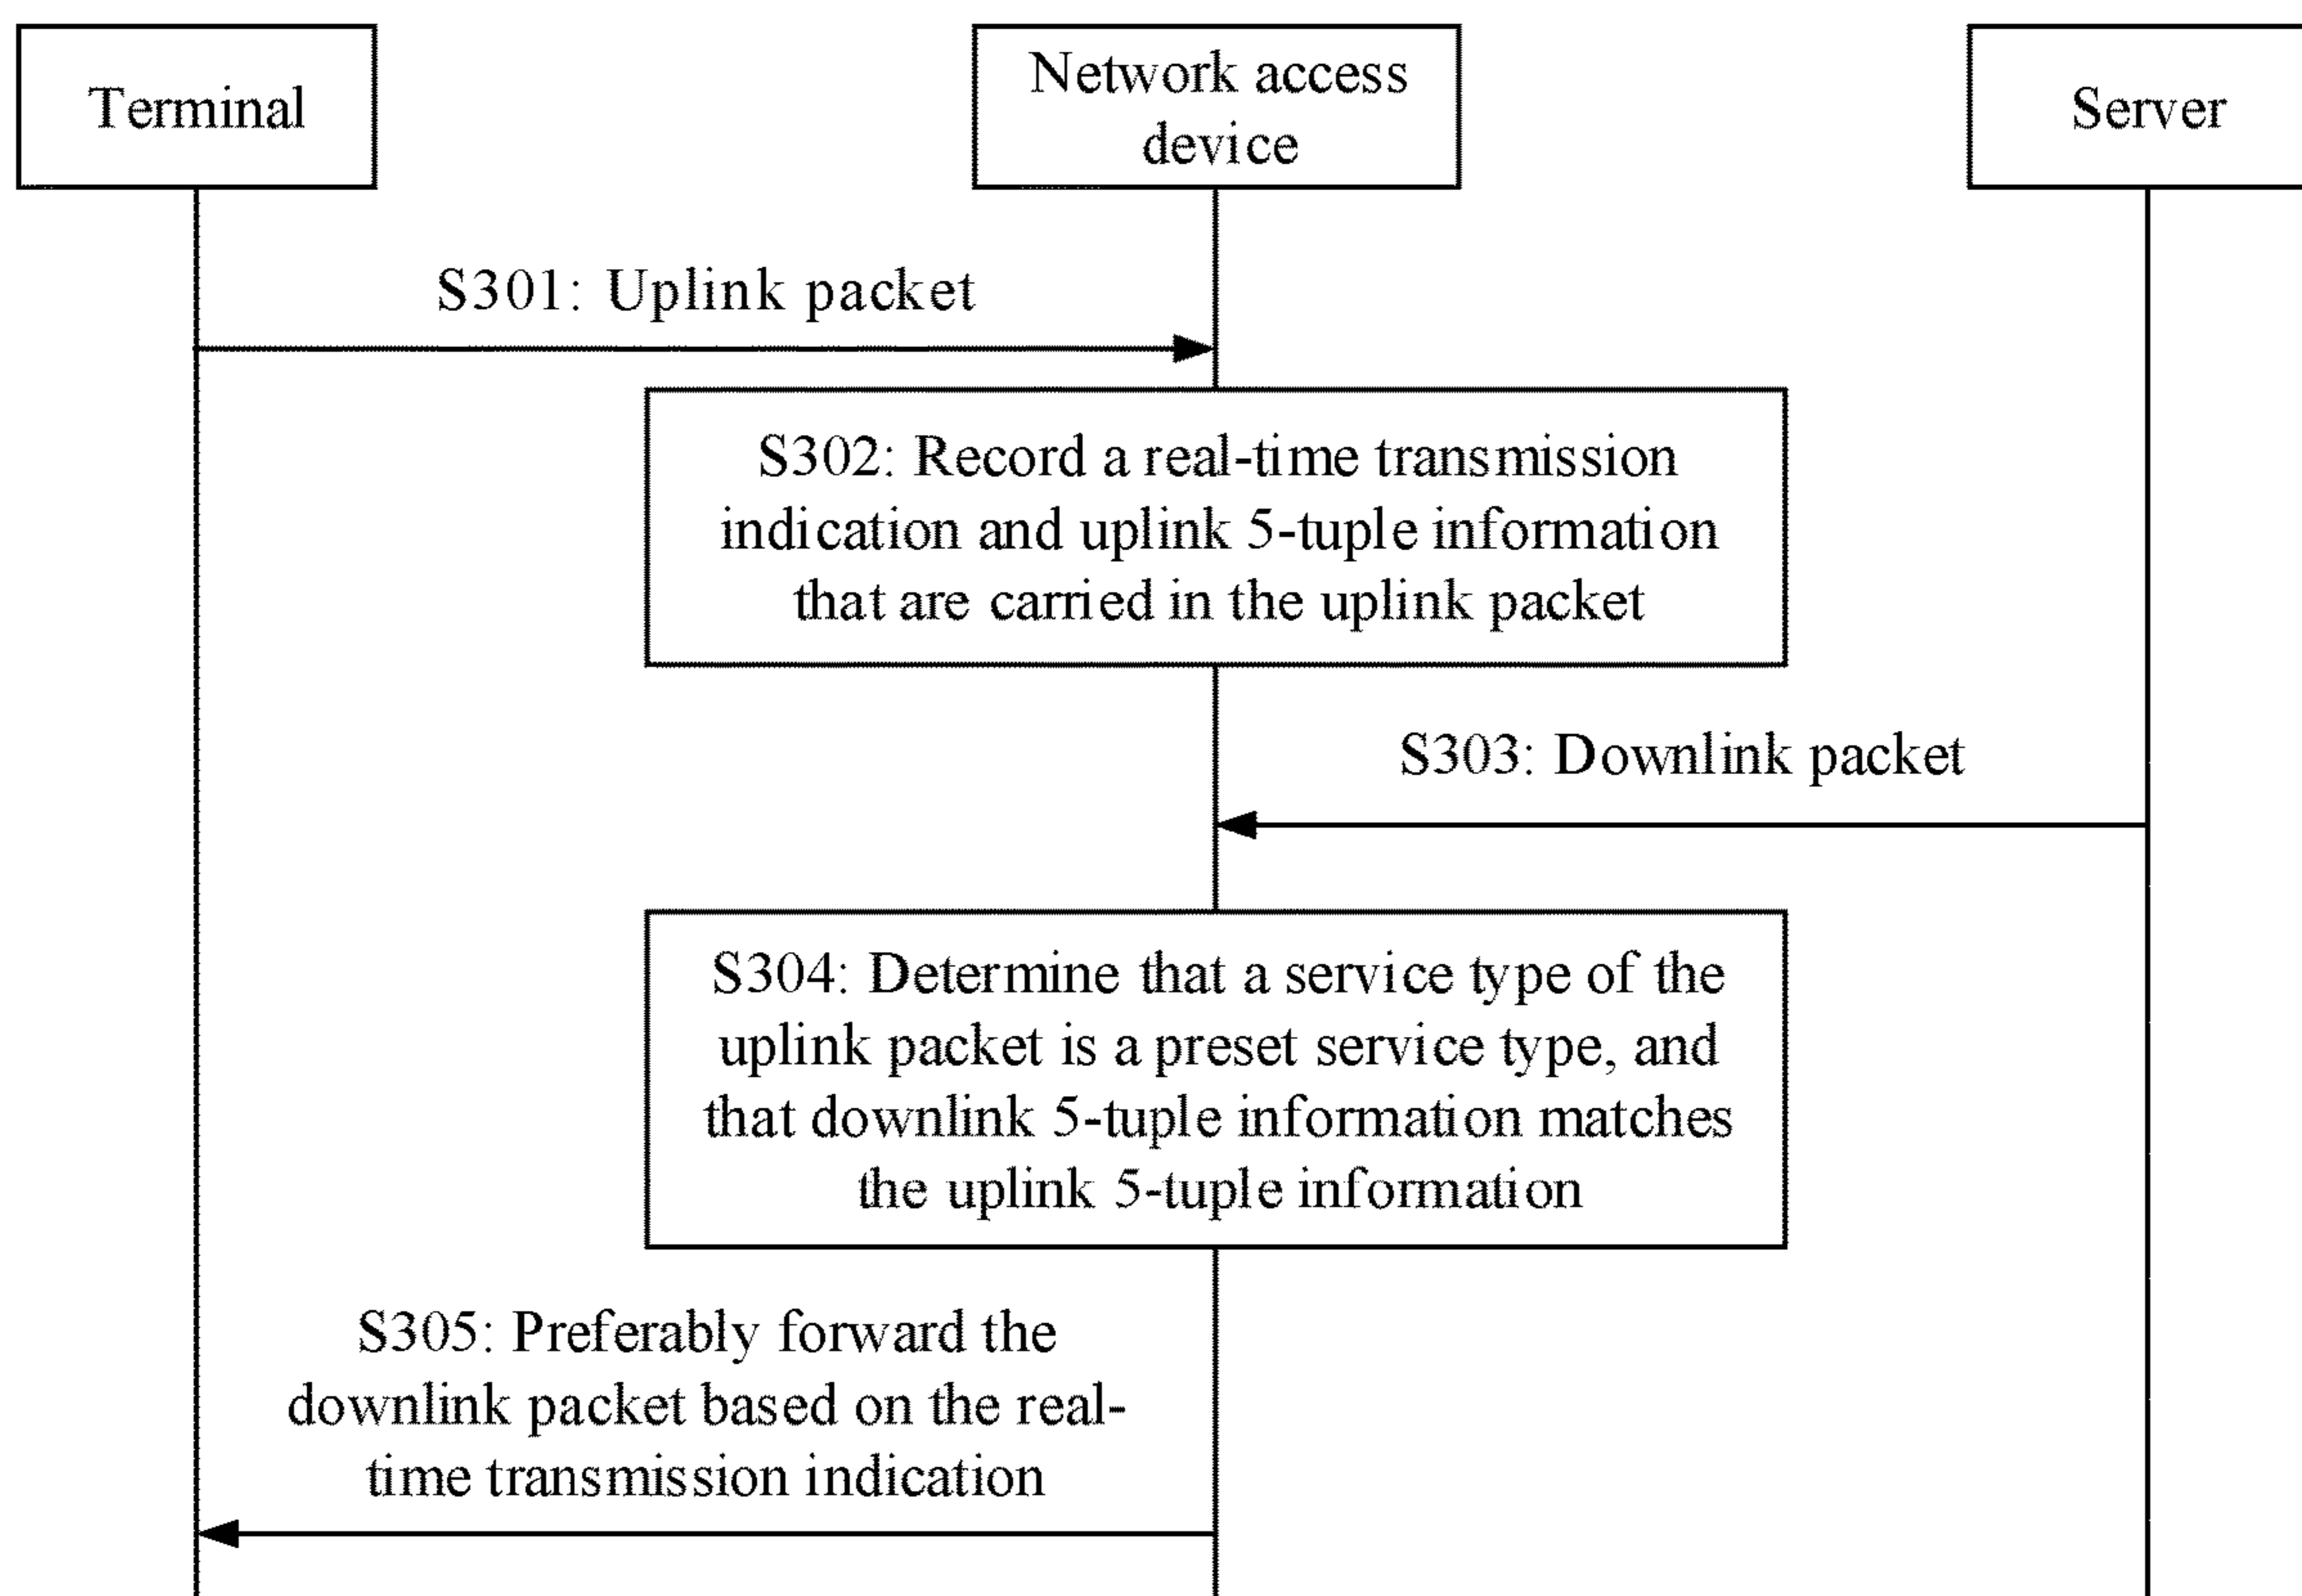 Terminal
Network access
device
Server
S301: Uplink packet
S302: Record a real-time transmission
indication and uplink 5-tuple information
that are carried in the uplink packet
S303: Downlink packet
S304: Determine that a service type of the
uplink packet is a preset service type, and
that downlink 5-tuple information matches
the uplink 5-tuple information
S305: Preferably forward the
downlink packet based on the real-
time transmission indication